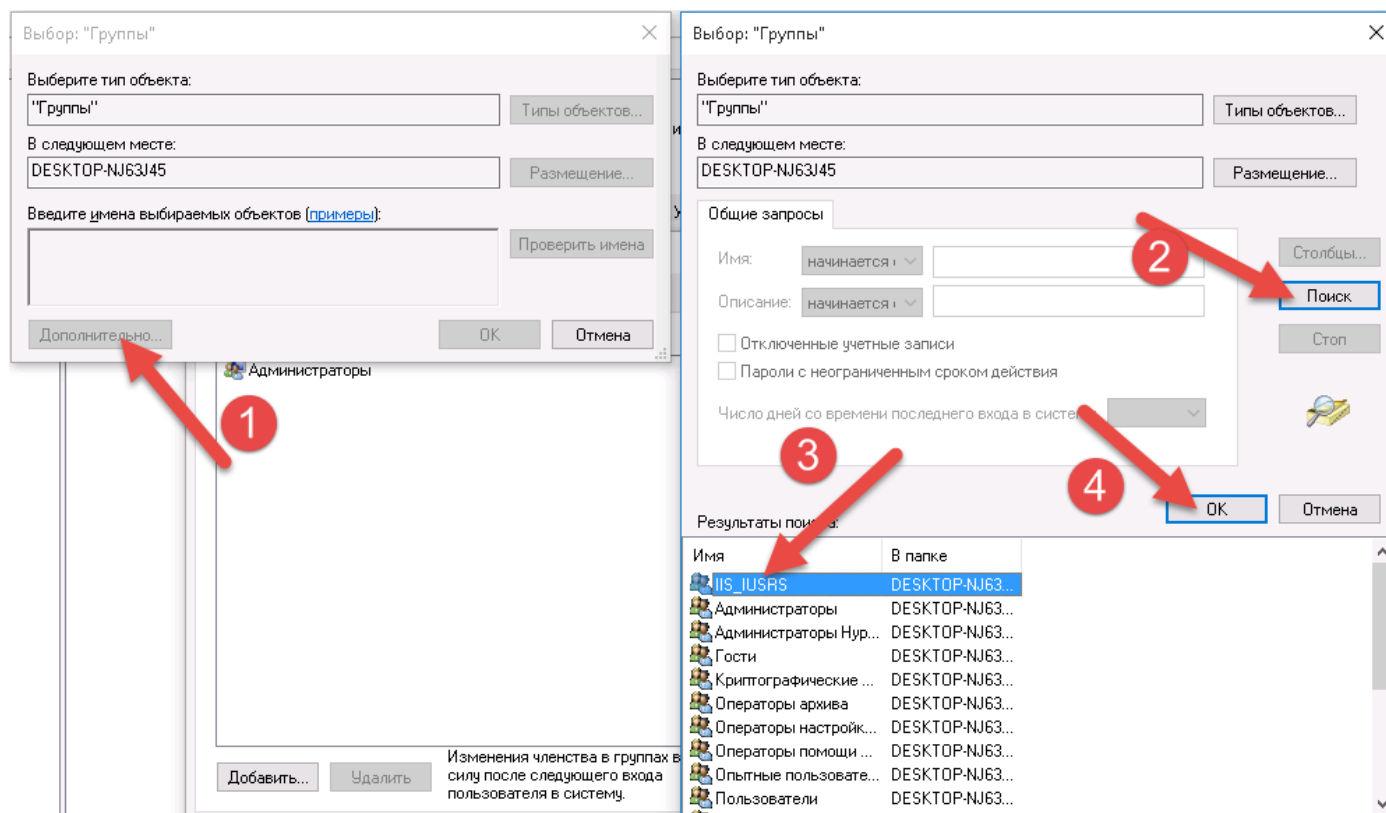 Выбор: "Группы"
Выберите тип объекта:
"Группы"
Типы объектов...
В следующем месте:
DESKTOP-NJ63J45
Размещение...
Введите имена выбираемых объектов (примеры):
Проверить имена
Дополнительно...
OK
Отмена
1
Администраторы
Добавить...
Удалить
Изменения членства в группах в
силу после следующего входа
пользователя в систему.
Выбор: "Группы"
Выберите тип объекта:
"Группы"
Типы объектов...
В следующем месте:
DESKTOP-NJ63J45
Размещение...
Общие запросы
2
Имя:
начинается
Столбцы...
Описание:
начинается
Поиск
Отключенные учетные записи
Стоп
Пароли с неограниченным сроком действия
Число дней со времени последнего входа в систе
3
4
OK
Отмена
Результаты пои
Имя В папке
IIS_IUSRS DESKTOP-NJ63...
Администраторы DESKTOP-NJ63...
Администраторы Hyp... DESKTOP-NJ63...
Гости DESKTOP-NJ63...
Криптографические ... DESKTOP-NJ63...
Операторы архива DESKTOP-NJ63...
Операторы настройк... DESKTOP-NJ63...
Операторы помощи ... DESKTOP-NJ63...
Опытные пользовате... DESKTOP-NJ63...
Пользователи DESKTOP-NJ63...